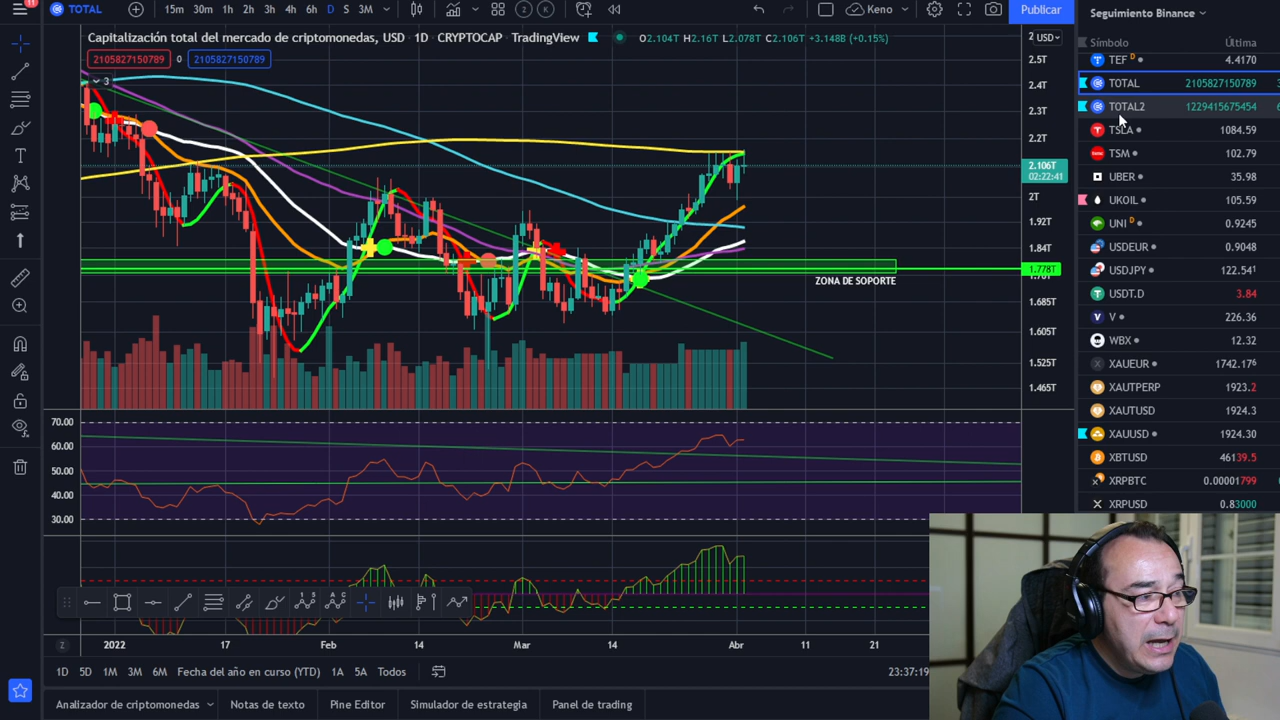 11
TOTAL
15m 30m 1h 2h 3h 4h 6h D S 3M
2 K
Keno
Publicar
Seguimiento Binance
Capitalización total del mercado de criptomonedas, USD · 1D · CRYPTOCAP · TradingView
O2.104T H2.16T L2.078T C2.106T +3.148B (+0.15%)
USD
2105827150789 0 2105827150789
3
2.5T
2.4T
2.3T
2.2T
2.106T
02:22:41
2T
1.92T
1.84T
1.778T
1.685T
1.605T
1.525T
1.465T
ZONA DE SOPORTE
70.00
60.00
50.00
40.00
30.00
Símbolo Última
TEF D 4.4170
TOTAL 2105827150789
TOTAL2 1229415675454
TSLA 1084.59
TSM 102.79
UBER 35.98
UKOIL 105.59
UNI D 0.9245
USDEUR 0.9048
USDJPY 122.541
USDT.D 3.84
V 226.36
WBX 12.32
XAUEUR 1742.176
XAUTPERP 1923.2
XAUTUSD 1924.3
XAUUSD 1924.30
XBTUSD 46139.5
XRPBTC 0.00001799
XRPUSD 0.83000
Z 2022 17 Feb 14 Mar 14 Abr 11 21
1D 5D 1M 3M 6M Fecha del año en curso (YTD) 1A 5A Todos
23:37:19
Analizador de criptomonedas Notas de texto Pine Editor Simulador de estrategia Panel de trading